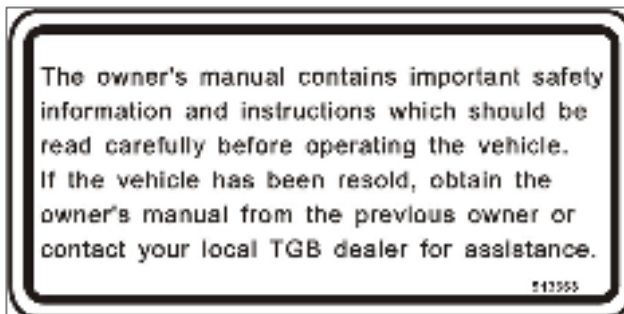 The owner's manual contains important safety
information and instructions which should be
read carefully before operating the vehicle.
If the vehicle has been resold, obtain the
owner's manual from the previous owner or
contact your local TGB dealer for assistance.